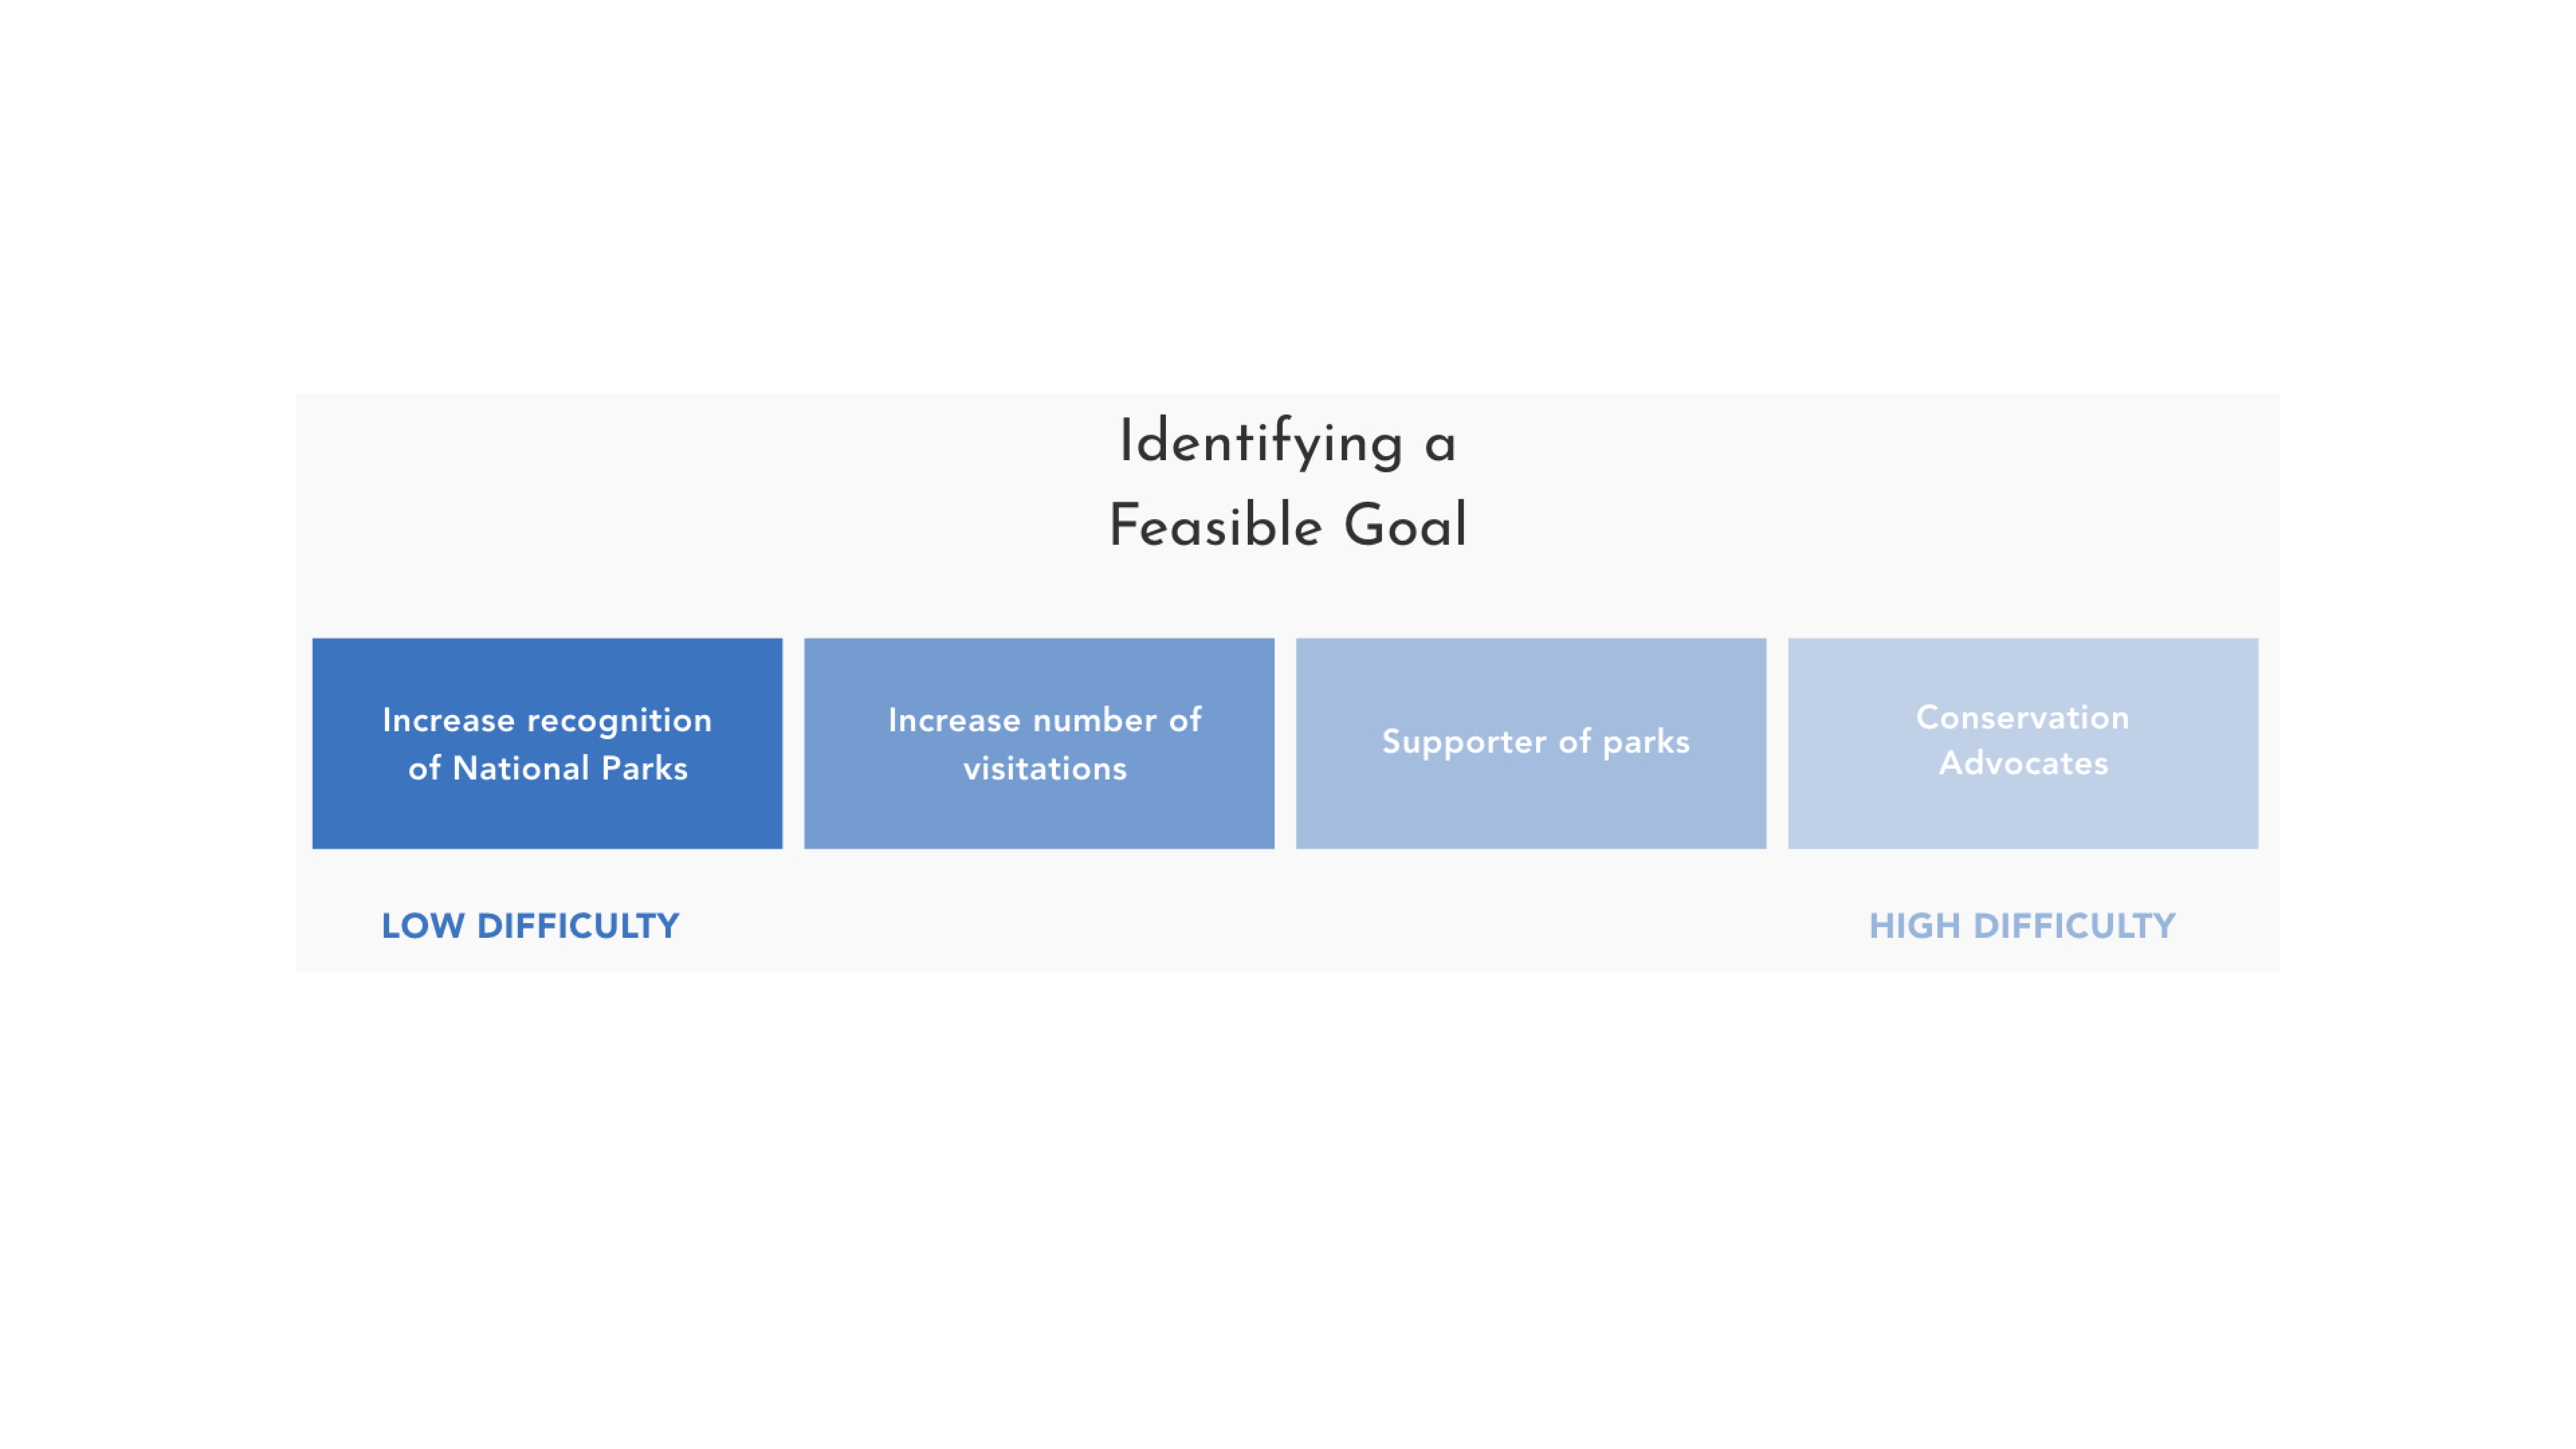 Identifying a
Feasible Goal
Increase recognition
of National Parks
Increase number of
visitations
Supporter of parks
Conservation
Advocates
LOW DIFFICULTY
HIGH DIFFICULTY